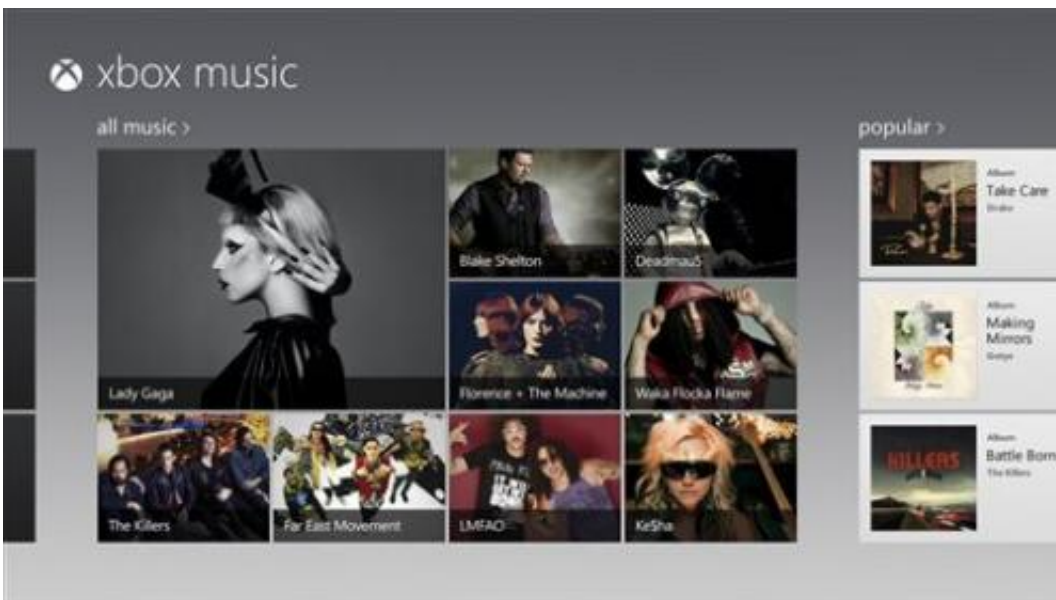 xbox music
all music >
popular >
Lady Gaga
Blake Shelton
Deadmau5
Florence + The Machine
Waka Flocka Flame
The Killers
Far East Movement
LMFAO
Ke$ha
Album
Take Care
Drake
Album
Making
Mirrors
Gotye
KILLERS
Album
Battle Born
The Killers